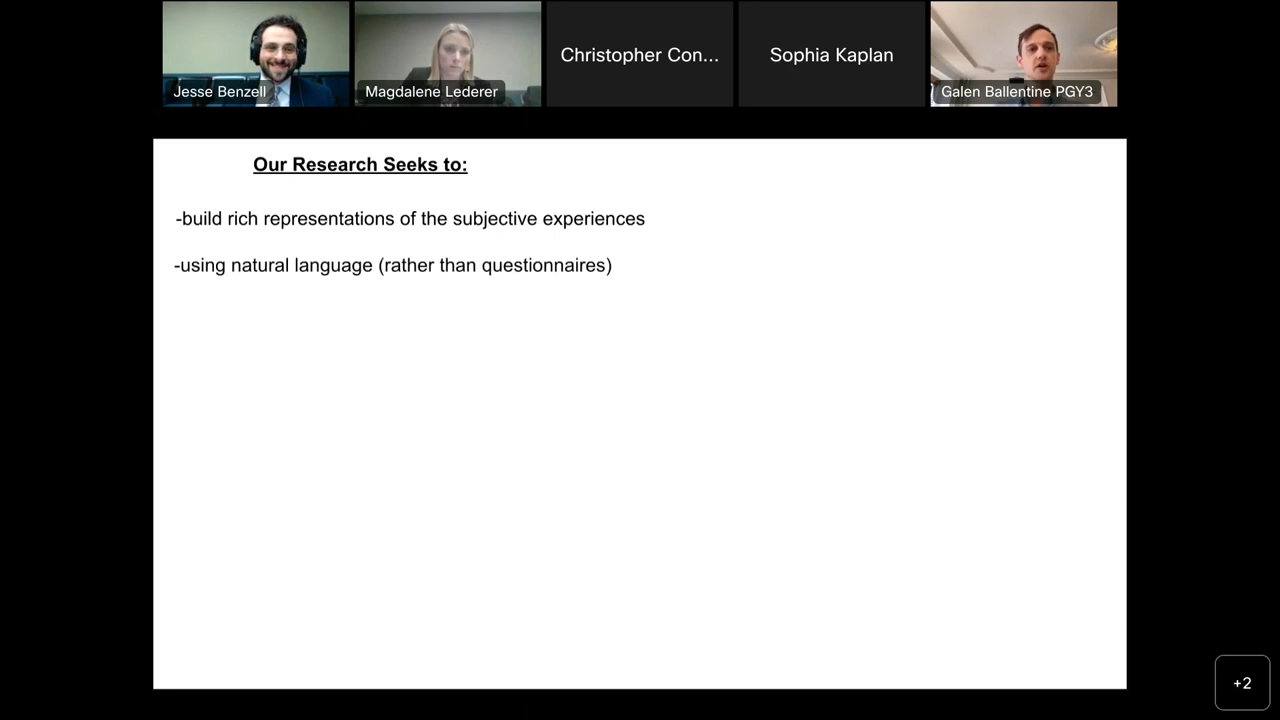 Jesse Benzell
Magdalene Lederer
Christopher Con...
Sophia Kaplan
Galen Ballentine PGY3
Our Research Seeks to:
-build rich representations of the subjective experiences
-using natural language (rather than questionnaires)
+2